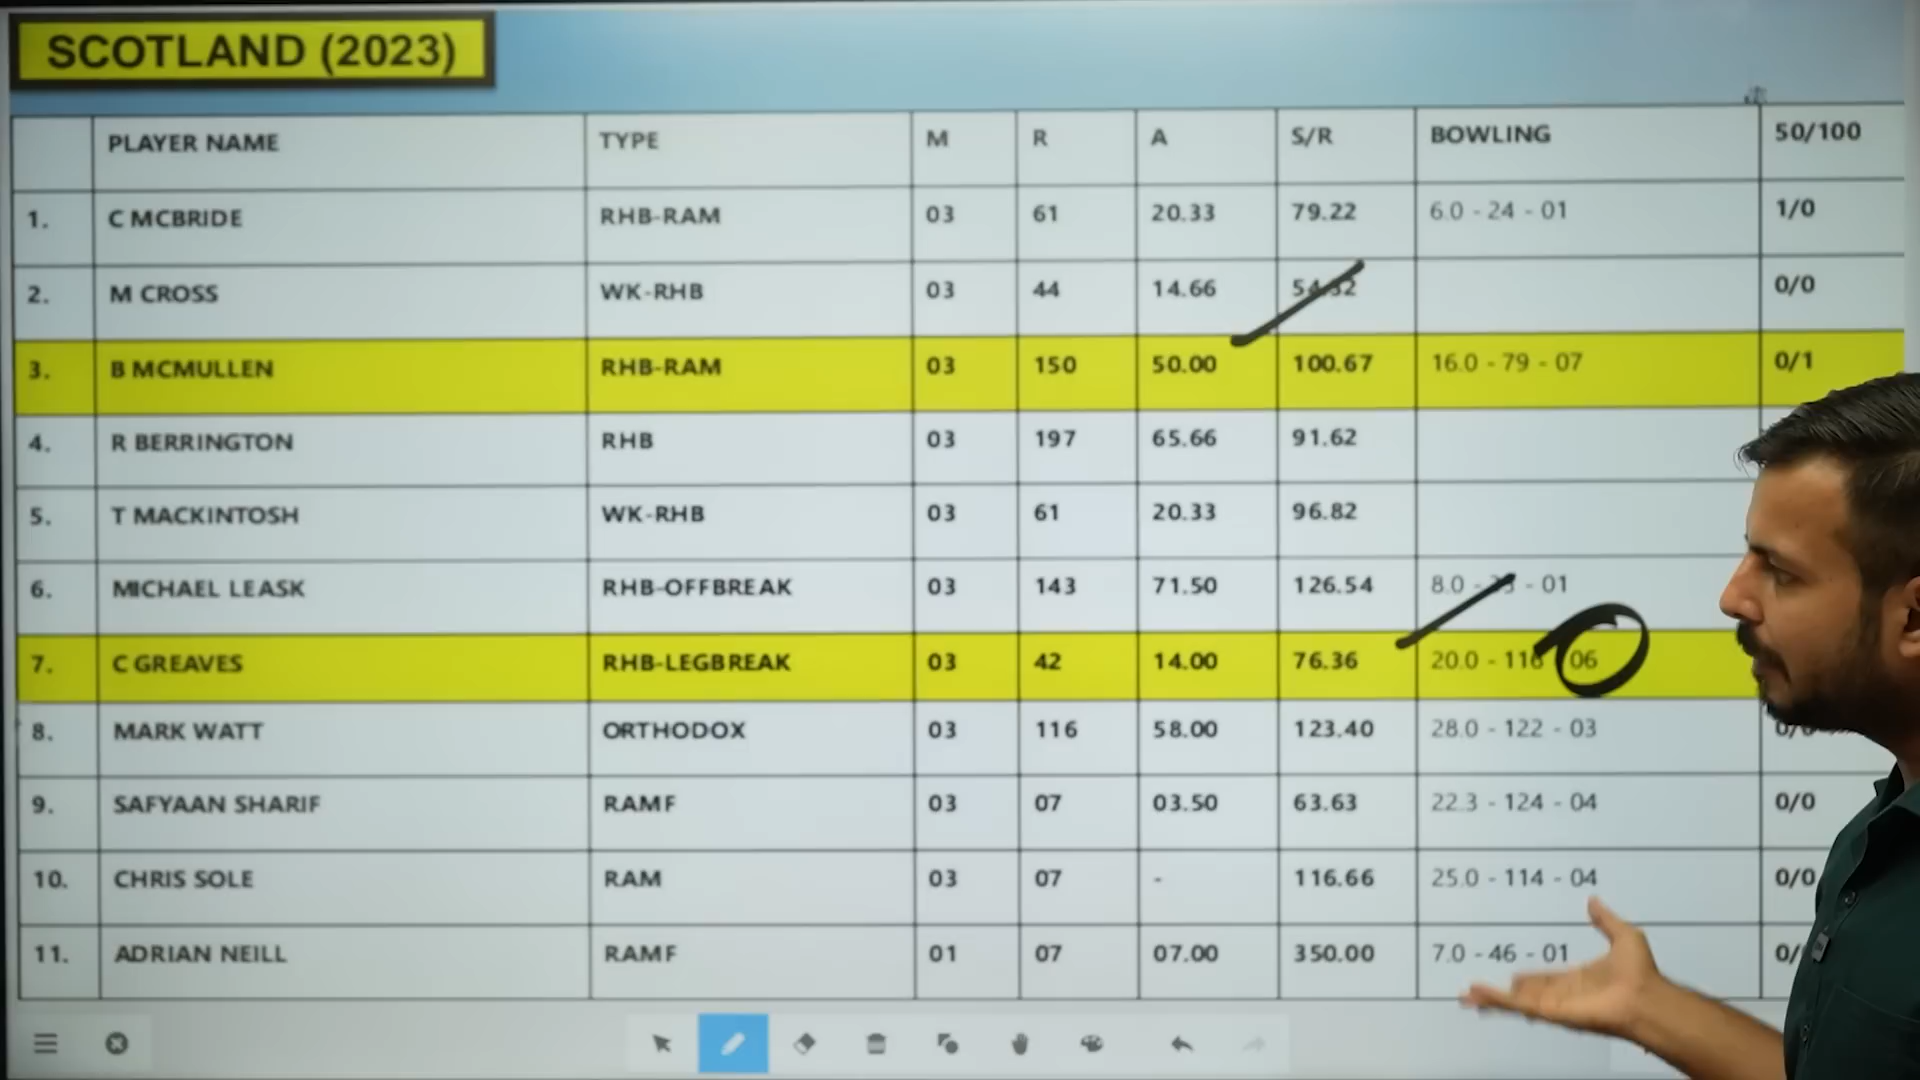 SCOTLAND (2023)
PLAYER NAME TYPE M R A S/R BOWLING 50/100
1. C MCBRIDE RHB-RAM 03 61 20.33 79.22 6.0 - 24 - 01 1/0
2. M CROSS WK-RHB 03 44 14.66 0/0
3. B MCMULLEN RHB-RAM 03 150 50.00 100.67 16.0 - 79 - 07 0/1
4. R BERRINGTON RHB 03 197 65.66 91.62
5. T MACKINTOSH WK-RHB 03 61 20.33 96.82
6. MICHAEL LEASK RHB-OFFBREAK 03 143 71.50 126.54 8.0 - - 01
7. C GREAVES RHB-LEGBREAK 03 42 14.00 76.36 20.0 - 116 06
8. MARK WATT ORTHODOX 03 116 58.00 123.40 28.0 - 122 - 03
9. SAFYAAN SHARIF RAMF 03 07 03.50 63.63 22.3 - 124 - 04 0/0
10. CHRIS SOLE RAM 03 07 - 116.66 25.0 - 114 - 04 0/0
11. ADRIAN NEILL RAMF 01 07 07.00 350.00 7.0 - 46 - 01